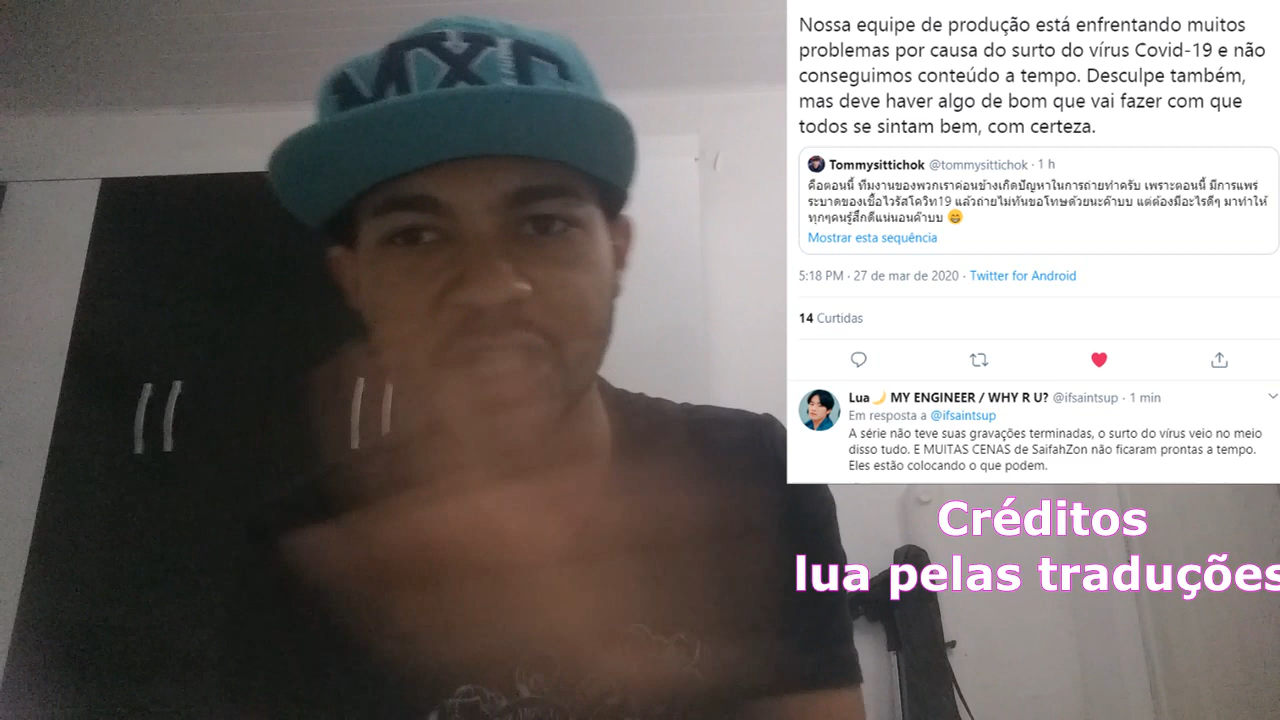 Nossa equipe de produção está enfrentando muitos
problemas por causa do surto do vírus Covid-19 e não
conseguimos conteúdo a tempo. Desculpe também,
mas deve haver algo de bom que vai fazer com que
todos se sintam bem, com certeza.
Tommysittichok @tommysittichok · 1 h
คือตอนนี้ ทีมงานของพวกเราค่อนข้างเกิดปัญหาในการถ่ายทำครับ เพราะตอนนี้ มีการแพร่
ระบาดของเชื้อไวรัสโควิท19 แล้วถ่ายไม่ทันขอโทษด้วยนะค้าบบ แต่ต้องมีอะไรดีๆ มาทำให้
ทุกๆคนรู้สึกดีแน่นอนค้าบบ 😁
Mostrar esta sequência
5:18 PM · 27 de mar de 2020 · Twitter for Android
14 Curtidas
Lua 🌙 MY ENGINEER / WHY R U? @ifsaintsup · 1 min
Em resposta a @ifsaintsup
A série não teve suas gravações terminadas, o surto do vírus veio no meio
disso tudo. E MUITAS CENAS de SaifahZon não ficaram prontas a tempo.
Eles estão colocando o que podem.
Créditos
lua pelas traduções